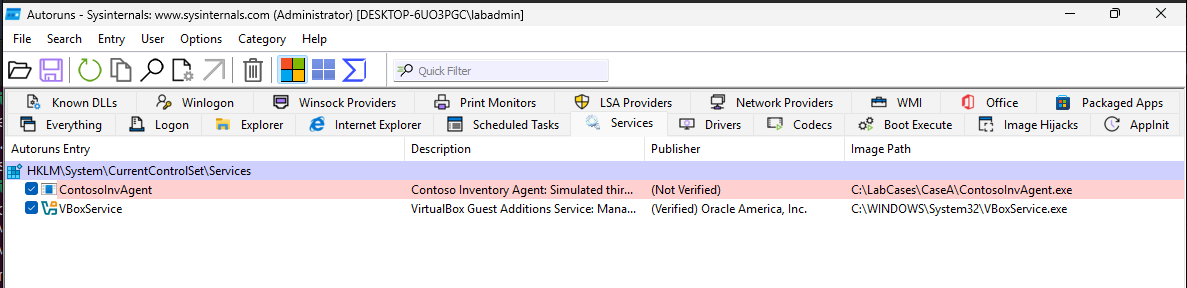 Autoruns - Sysinternals: www.sysinternals.com (Administrator) [DESKTOP-6UO3PGC\labadmin]
File Search Entry User Options Category Help
Quick Filter
Known DLLs Winlogon Winsock Providers Print Monitors LSA Providers Network Providers WMI Office Packaged Apps
Everything Logon Explorer Internet Explorer Scheduled Tasks Services Drivers Codecs Boot Execute Image Hijacks AppInit
Autoruns Entry Description Publisher Image Path
HKLM\System\CurrentControlSet\Services
ContosoInvAgent Contoso Inventory Agent: Simulated thir... (Not Verified) C:\LabCases\CaseA\ContosoInvAgent.exe
VBoxService VirtualBox Guest Additions Service: Mana... (Verified) Oracle America, Inc. C:\WINDOWS\System32\VBoxService.exe